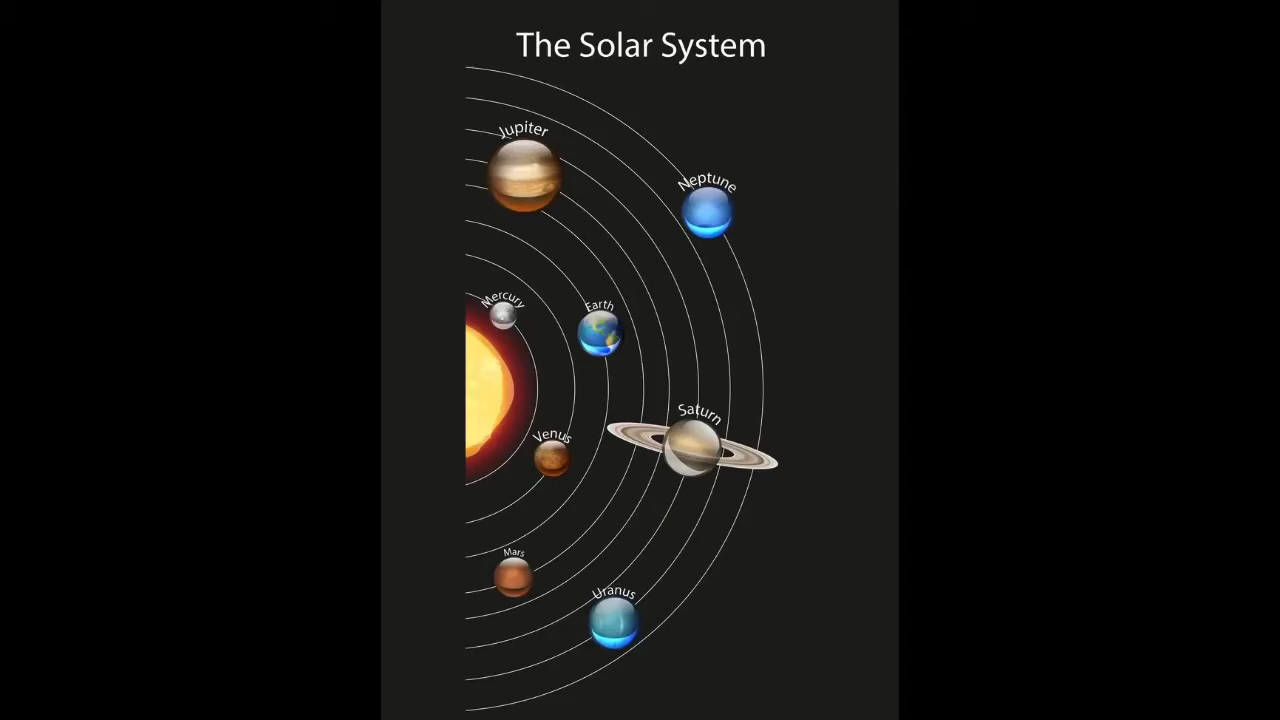 The Solar System
Jupiter
Neptune
Mercury
Earth
Saturn
Venus
Mars
Uranus